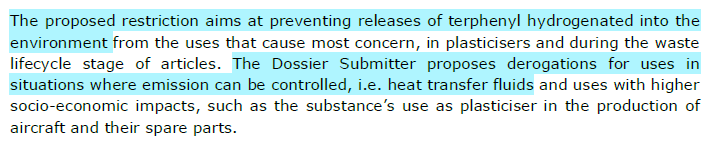 The proposed restriction aims at preventing releases of terphenyl hydrogenated into the
environment from the uses that cause most concern, in plasticisers and during the waste
lifecycle stage of articles. The Dossier Submitter proposes derogations for uses in
situations where emission can be controlled, i.e. heat transfer fluids and uses with higher
socio-economic impacts, such as the substance’s use as plasticiser in the production of
aircraft and their spare parts.